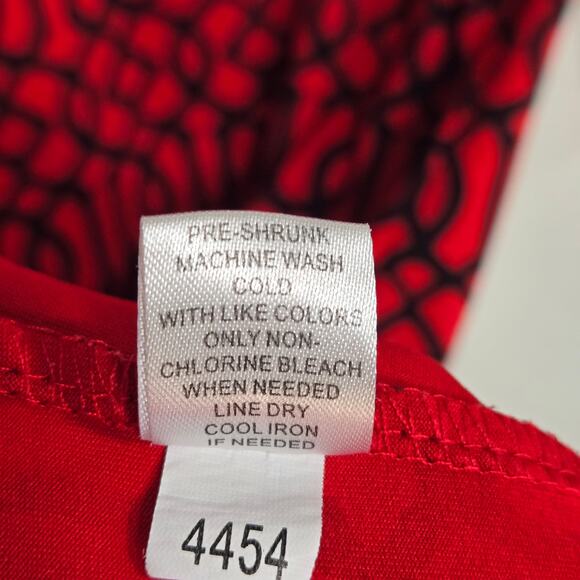 PRE-SHRUNK
MACHINE WASH
COLD
WITH LIKE COLORS
ONLY NON-
CHLORINE BLEACH
WHEN NEEDED
LINE DRY
COOL IRON
IF NEEDED
4454